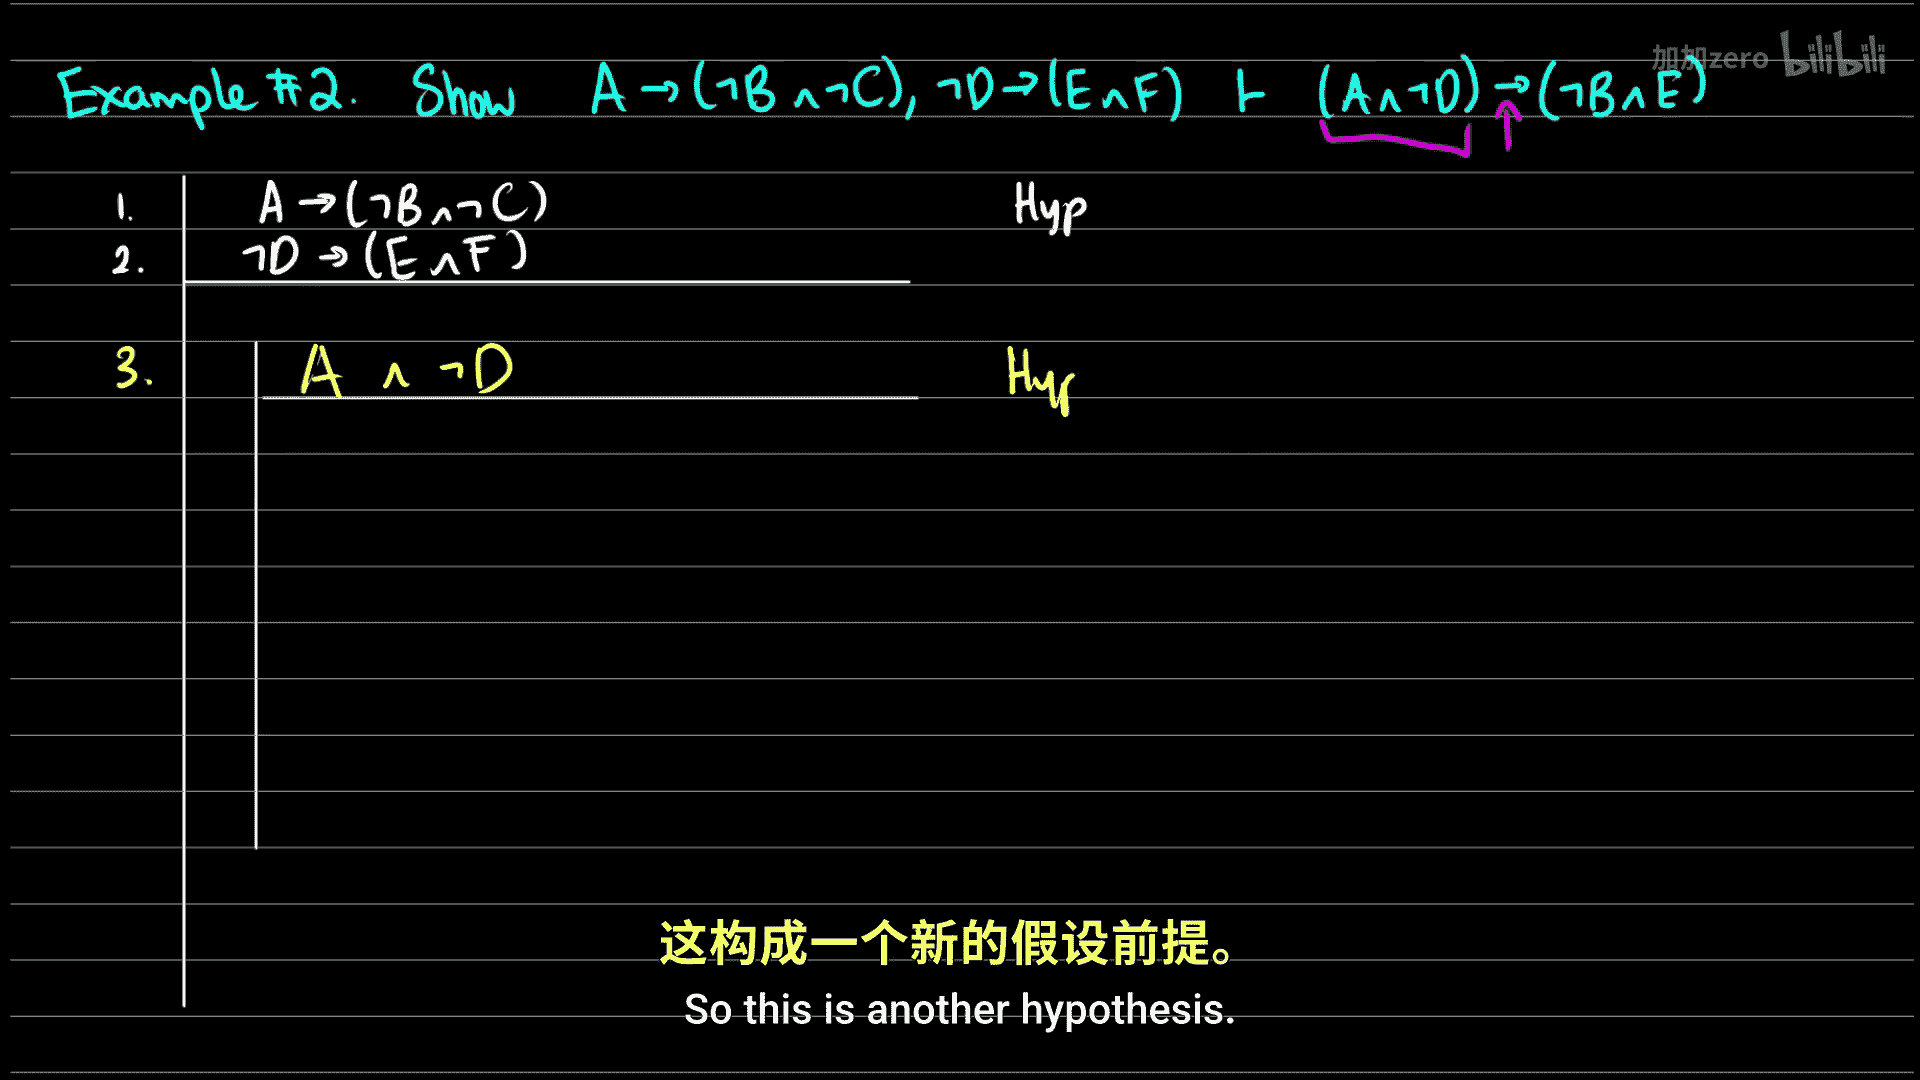 加加zero bilibili
Example #2. Show A → (¬B ∧ ¬C), ¬D → (E ∧ F) ⊢ (A ∧ ¬D) → (¬B ∧ E)
1. A → (¬B ∧ ¬C) Hyp
2. ¬D → (E ∧ F)
3. A ∧ ¬D Hyp
这构成一个新的假设前提。
So this is another hypothesis.